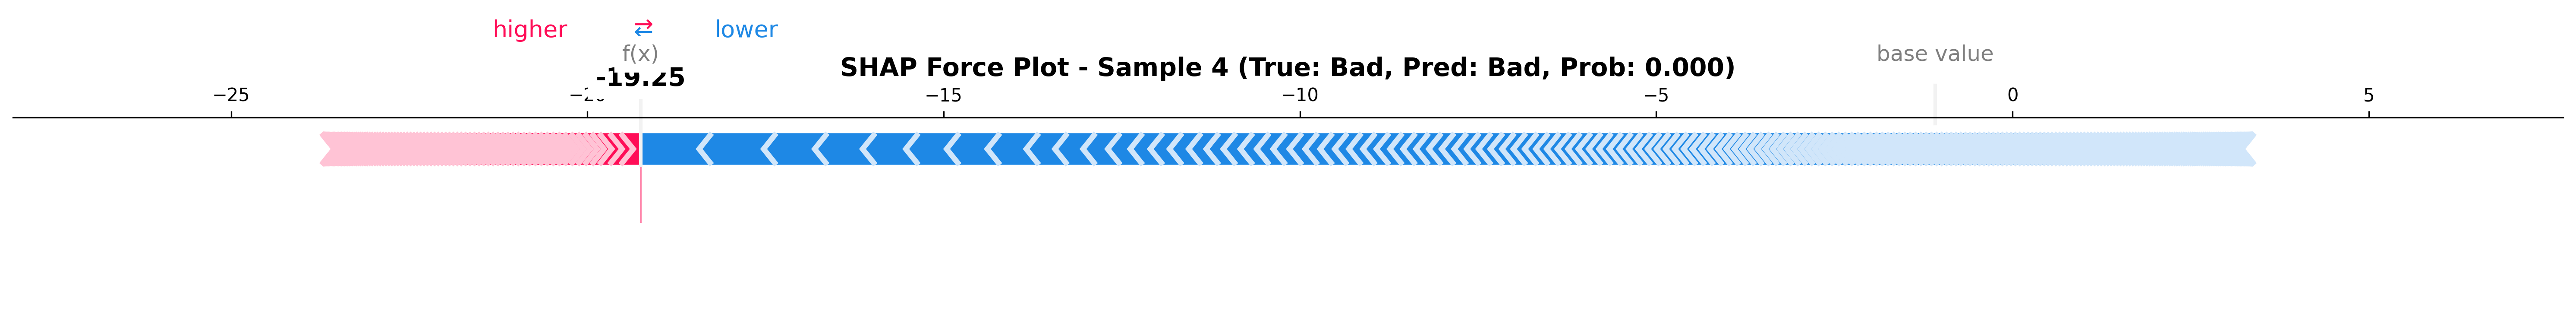 higher ⇄ lower
f(x) base value
SHAP Force Plot - Sample 4 (True: Bad, Pred: Bad, Prob: 0.000)
-19.25
−25 −15 −10 −5 0 5